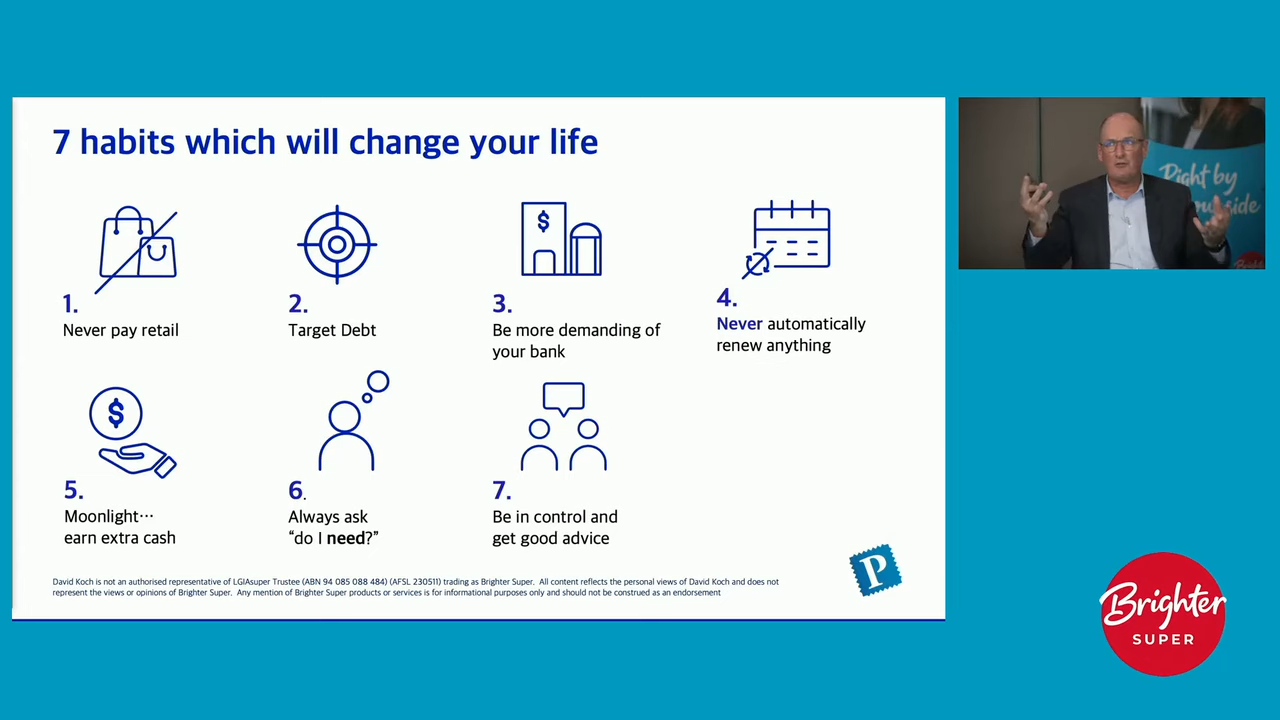 7 habits which will change your life
1.
Never pay retail
2.
Target Debt
3.
Be more demanding of
your bank
4.
Never automatically
renew anything
5.
Moonlight…
earn extra cash
6.
Always ask
“do I need?”
7.
Be in control and
get good advice
David Koch is not an authorised representative of LGIAsuper Trustee (ABN 94 085 088 484) (AFSL 230511) trading as Brighter Super. All content reflects the personal views of David Koch and does not
represent the views or opinions of Brighter Super. Any mention of Brighter Super products or services is for informational purposes only and should not be construed as an endorsement
P
Right by
side
Brighter
SUPER